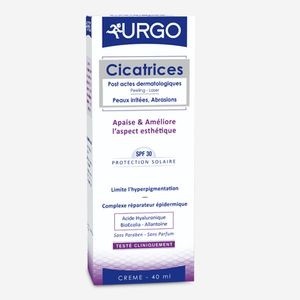 URGO
Cicatrices
Post actes dermatologiques
Peeling - Laser
Peaux irritées, Abrasions
Apaise & Améliore
l'aspect esthétique
SPF 30
PROTECTION SOLAIRE
Limite l'hyperpigmentation
Complexe réparateur épidermique
Acide Hyaluronique
BioEcolia - Allantoïne
Sans Paraben - Sans Parfum
TESTÉ CLINIQUEMENT
CREME - 40 ml